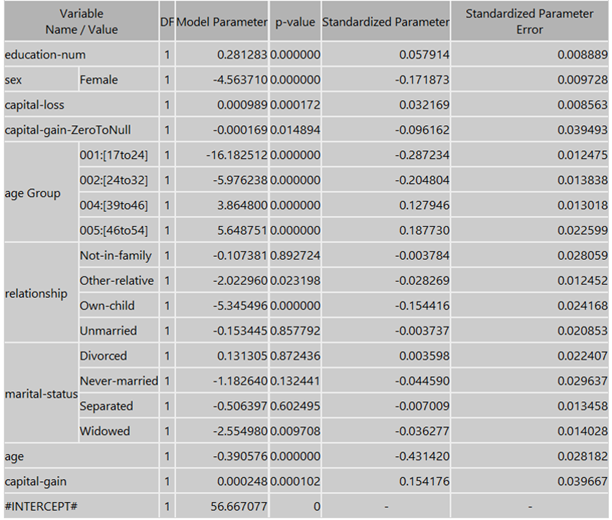 Variable Name / Value DF Model Parameter p-value Standardized Parameter Standardized Parameter Error
education-num 1 0.281283 0.000000 0.057914 0.008889
sex Female 1 -4.563710 0.000000 -0.171873 0.009728
capital-loss 1 0.000989 0.000172 0.032169 0.008563
capital-gain-ZeroToNull 1 -0.000169 0.014894 -0.096162 0.039493
age Group 001:[17to24] 1 -16.182512 0.000000 -0.287234 0.012475
002:[24to32] 1 -5.976238 0.000000 -0.204804 0.013838
004:[39to46] 1 3.864800 0.000000 0.127946 0.013018
005:[46to54] 1 5.648751 0.000000 0.187730 0.022599
relationship Not-in-family 1 -0.107381 0.892724 -0.003784 0.028059
Other-relative 1 -2.022960 0.023198 -0.028269 0.012452
Own-child 1 -5.345496 0.000000 -0.154416 0.024168
Unmarried 1 -0.153445 0.857792 -0.003737 0.020853
marital-status Divorced 1 0.131305 0.872436 0.003598 0.022407
Never-married 1 -1.182640 0.132441 -0.044590 0.029637
Separated 1 -0.506397 0.602495 -0.007009 0.013458
Widowed 1 -2.554980 0.009708 -0.036277 0.014028
age 1 -0.390576 0.000000 -0.431420 0.028182
capital-gain 1 0.000248 0.000102 0.154176 0.039667
#INTERCEPT# 1 56.667077 0 - -